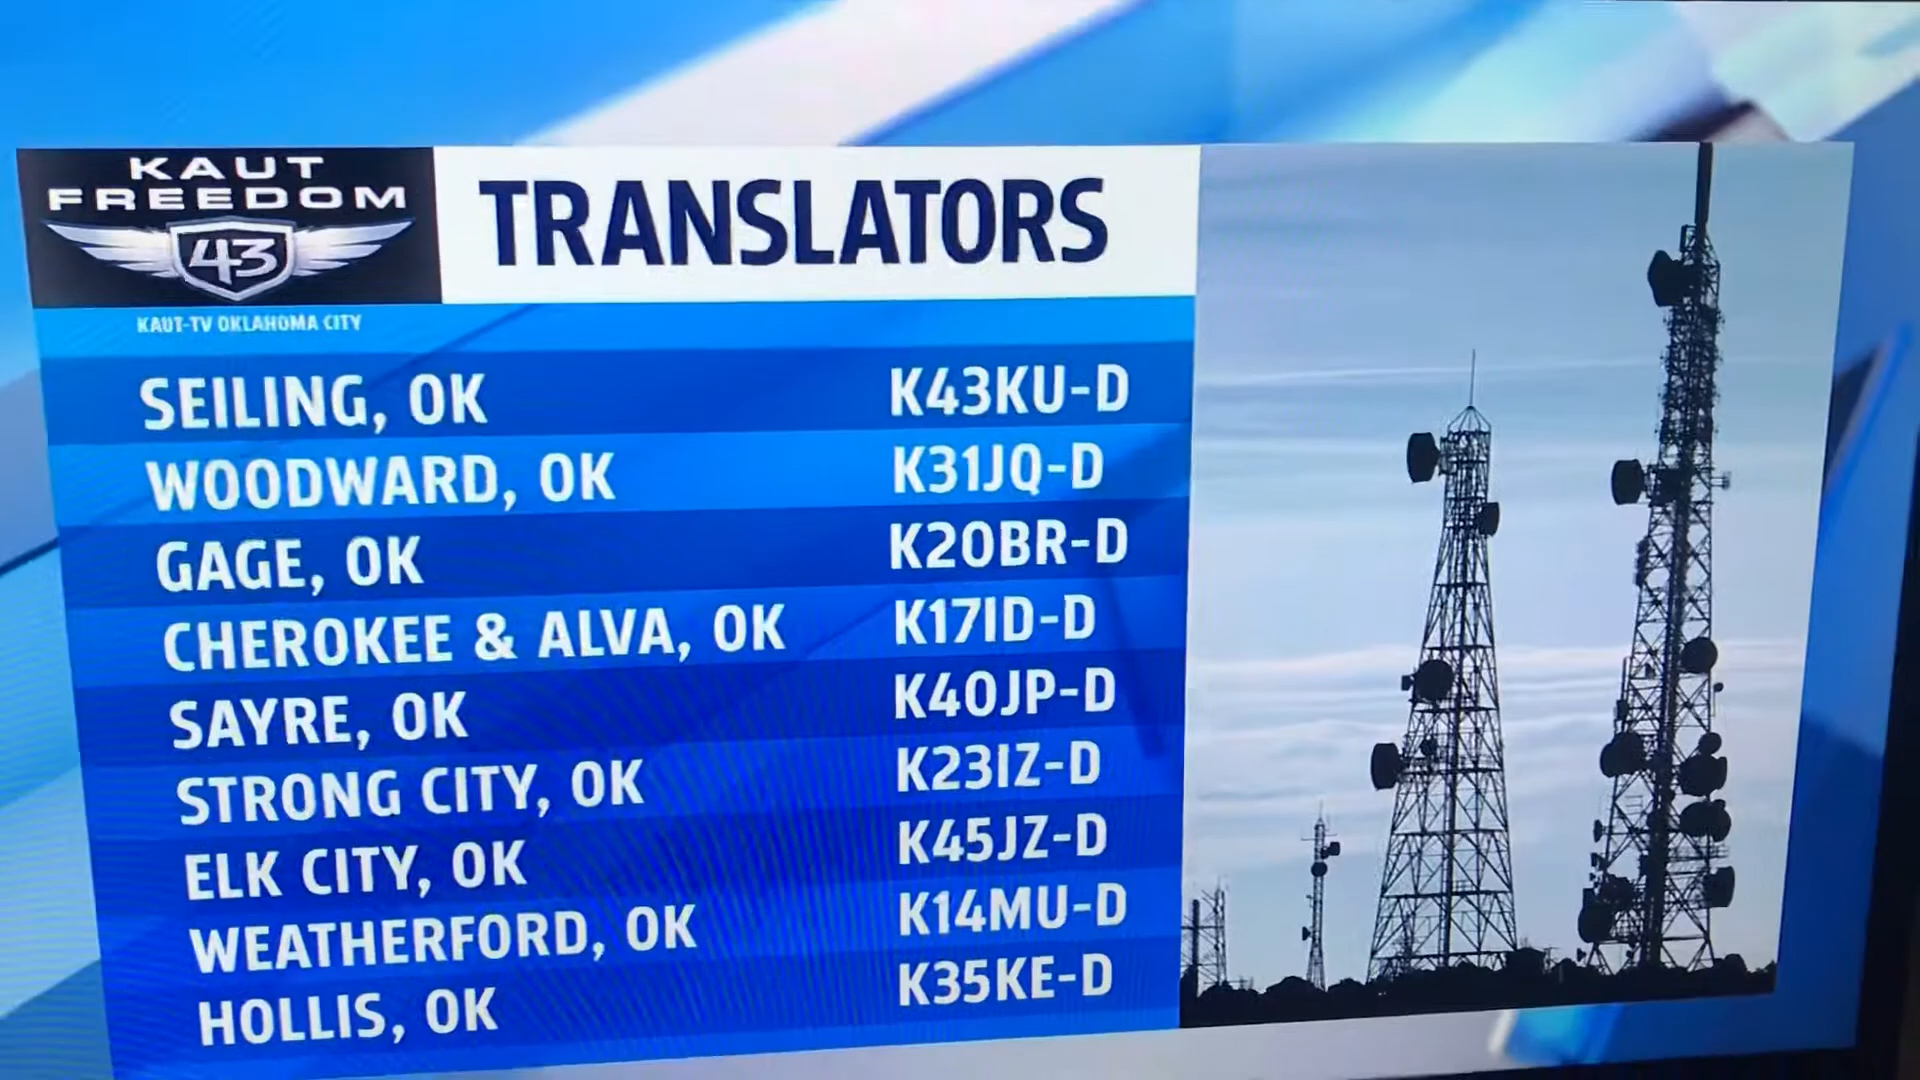 KAUT
FREEDOM
43
TRANSLATORS
KAUT-TV OKLAHOMA CITY
SEILING, OK K43KU-D
WOODWARD, OK K31JQ-D
GAGE, OK K20BR-D
CHEROKEE & ALVA, OK K17ID-D
SAYRE, OK K40JP-D
STRONG CITY, OK K23IZ-D
ELK CITY, OK K45JZ-D
WEATHERFORD, OK K14MU-D
HOLLIS, OK K35KE-D